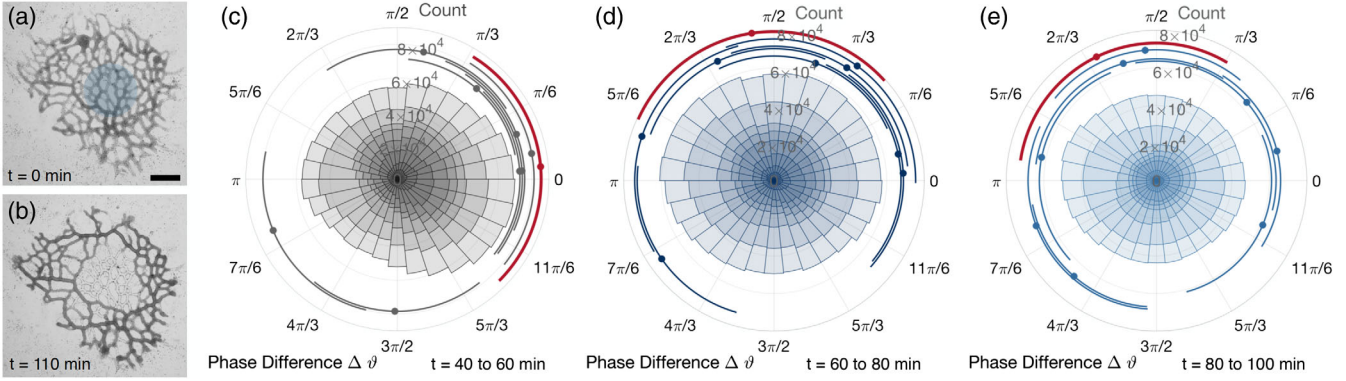 (a)
t = 0 min
(b)
t = 110 min
(c)
π/2 Count
2π/3
π/3
8×10⁴
5π/6
6×10⁴
π/6
4×10⁴
π
0
7π/6
11π/6
4π/3
5π/3
3π/2
Phase Difference Δ ϑ t = 40 to 60 min
(d)
π/2 Count
2π/3
π/3
8×10⁴
5π/6
6×10⁴
π/6
4×10⁴
2×10⁴
π
0
7π/6
11π/6
4π/3
5π/3
3π/2
Phase Difference Δ ϑ t = 60 to 80 min
(e)
π/2 Count
2π/3
π/3
8×10⁴
5π/6
6×10⁴
π/6
4×10⁴
2×10⁴
π
0
7π/6
11π/6
4π/3
5π/3
3π/2
Phase Difference Δ ϑ t = 80 to 100 min